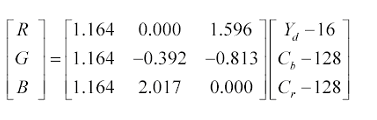 R = 1.164 0.000 1.596 Y_d −16
G 1.164 −0.392 −0.813 C_b −128
B 1.164 2.017 0.000 C_r −128